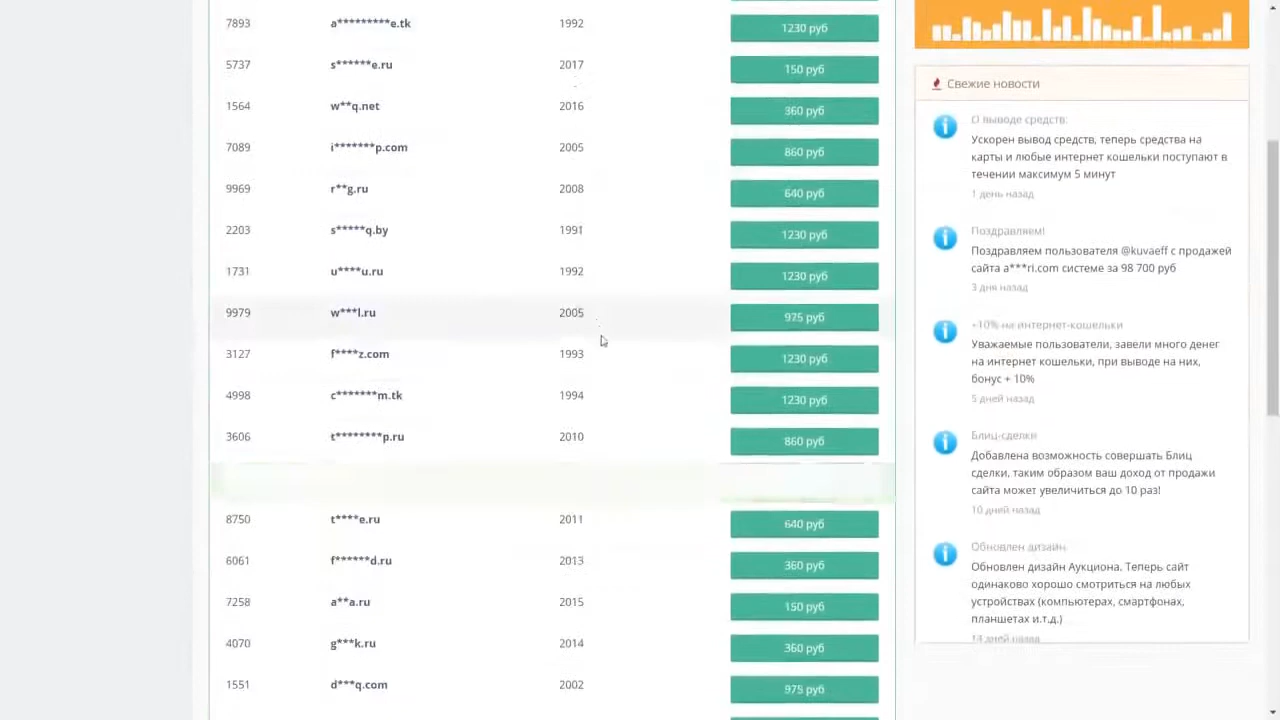 7893 a*********e.tk 1992 1230 руб
5737 s******e.ru 2017 150 руб
1564 w**q.net 2016 360 руб
7089 i*******p.com 2005 860 руб
9969 r**g.ru 2008 640 руб
2203 s*****q.by 1991 1230 руб
1731 u****u.ru 1992 1230 руб
9979 w***l.ru 2005 975 руб
3127 f****z.com 1993 1230 руб
4998 c*******m.tk 1994 1230 руб
3606 t********p.ru 2010 860 руб
8750 t****e.ru 2011 640 руб
6061 f******d.ru 2013 360 руб
7258 a**a.ru 2015 150 руб
4070 g***k.ru 2014 360 руб
1551 d***q.com 2002 975 руб
Свежие новости
О выводе средств:
Ускорен вывод средств, теперь средства на
карты и любые интернет кошельки поступают в
течении максимум 5 минут
1 день назад
Поздравляем!
Поздравляем пользователя @kuvaeff с продажей
сайта a***ri.com системе за 98 700 руб
3 дня назад
+10% на интернет-кошельки
Уважаемые пользователи, завели много денег
на интернет кошельки, при выводе на них,
бонус + 10%
5 дней назад
Блиц-сделки
Добавлена возможность совершать Блиц
сделки, таким образом ваш доход от продажи
сайта может увеличиться до 10 раз!
10 дней назад
Обновлен дизайн
Обновлен дизайн Аукциона. Теперь сайт
одинаково хорошо смотриться на любых
устройствах (компьютерах, смартфонах,
планшетах и.т.д.)
14 дней назад